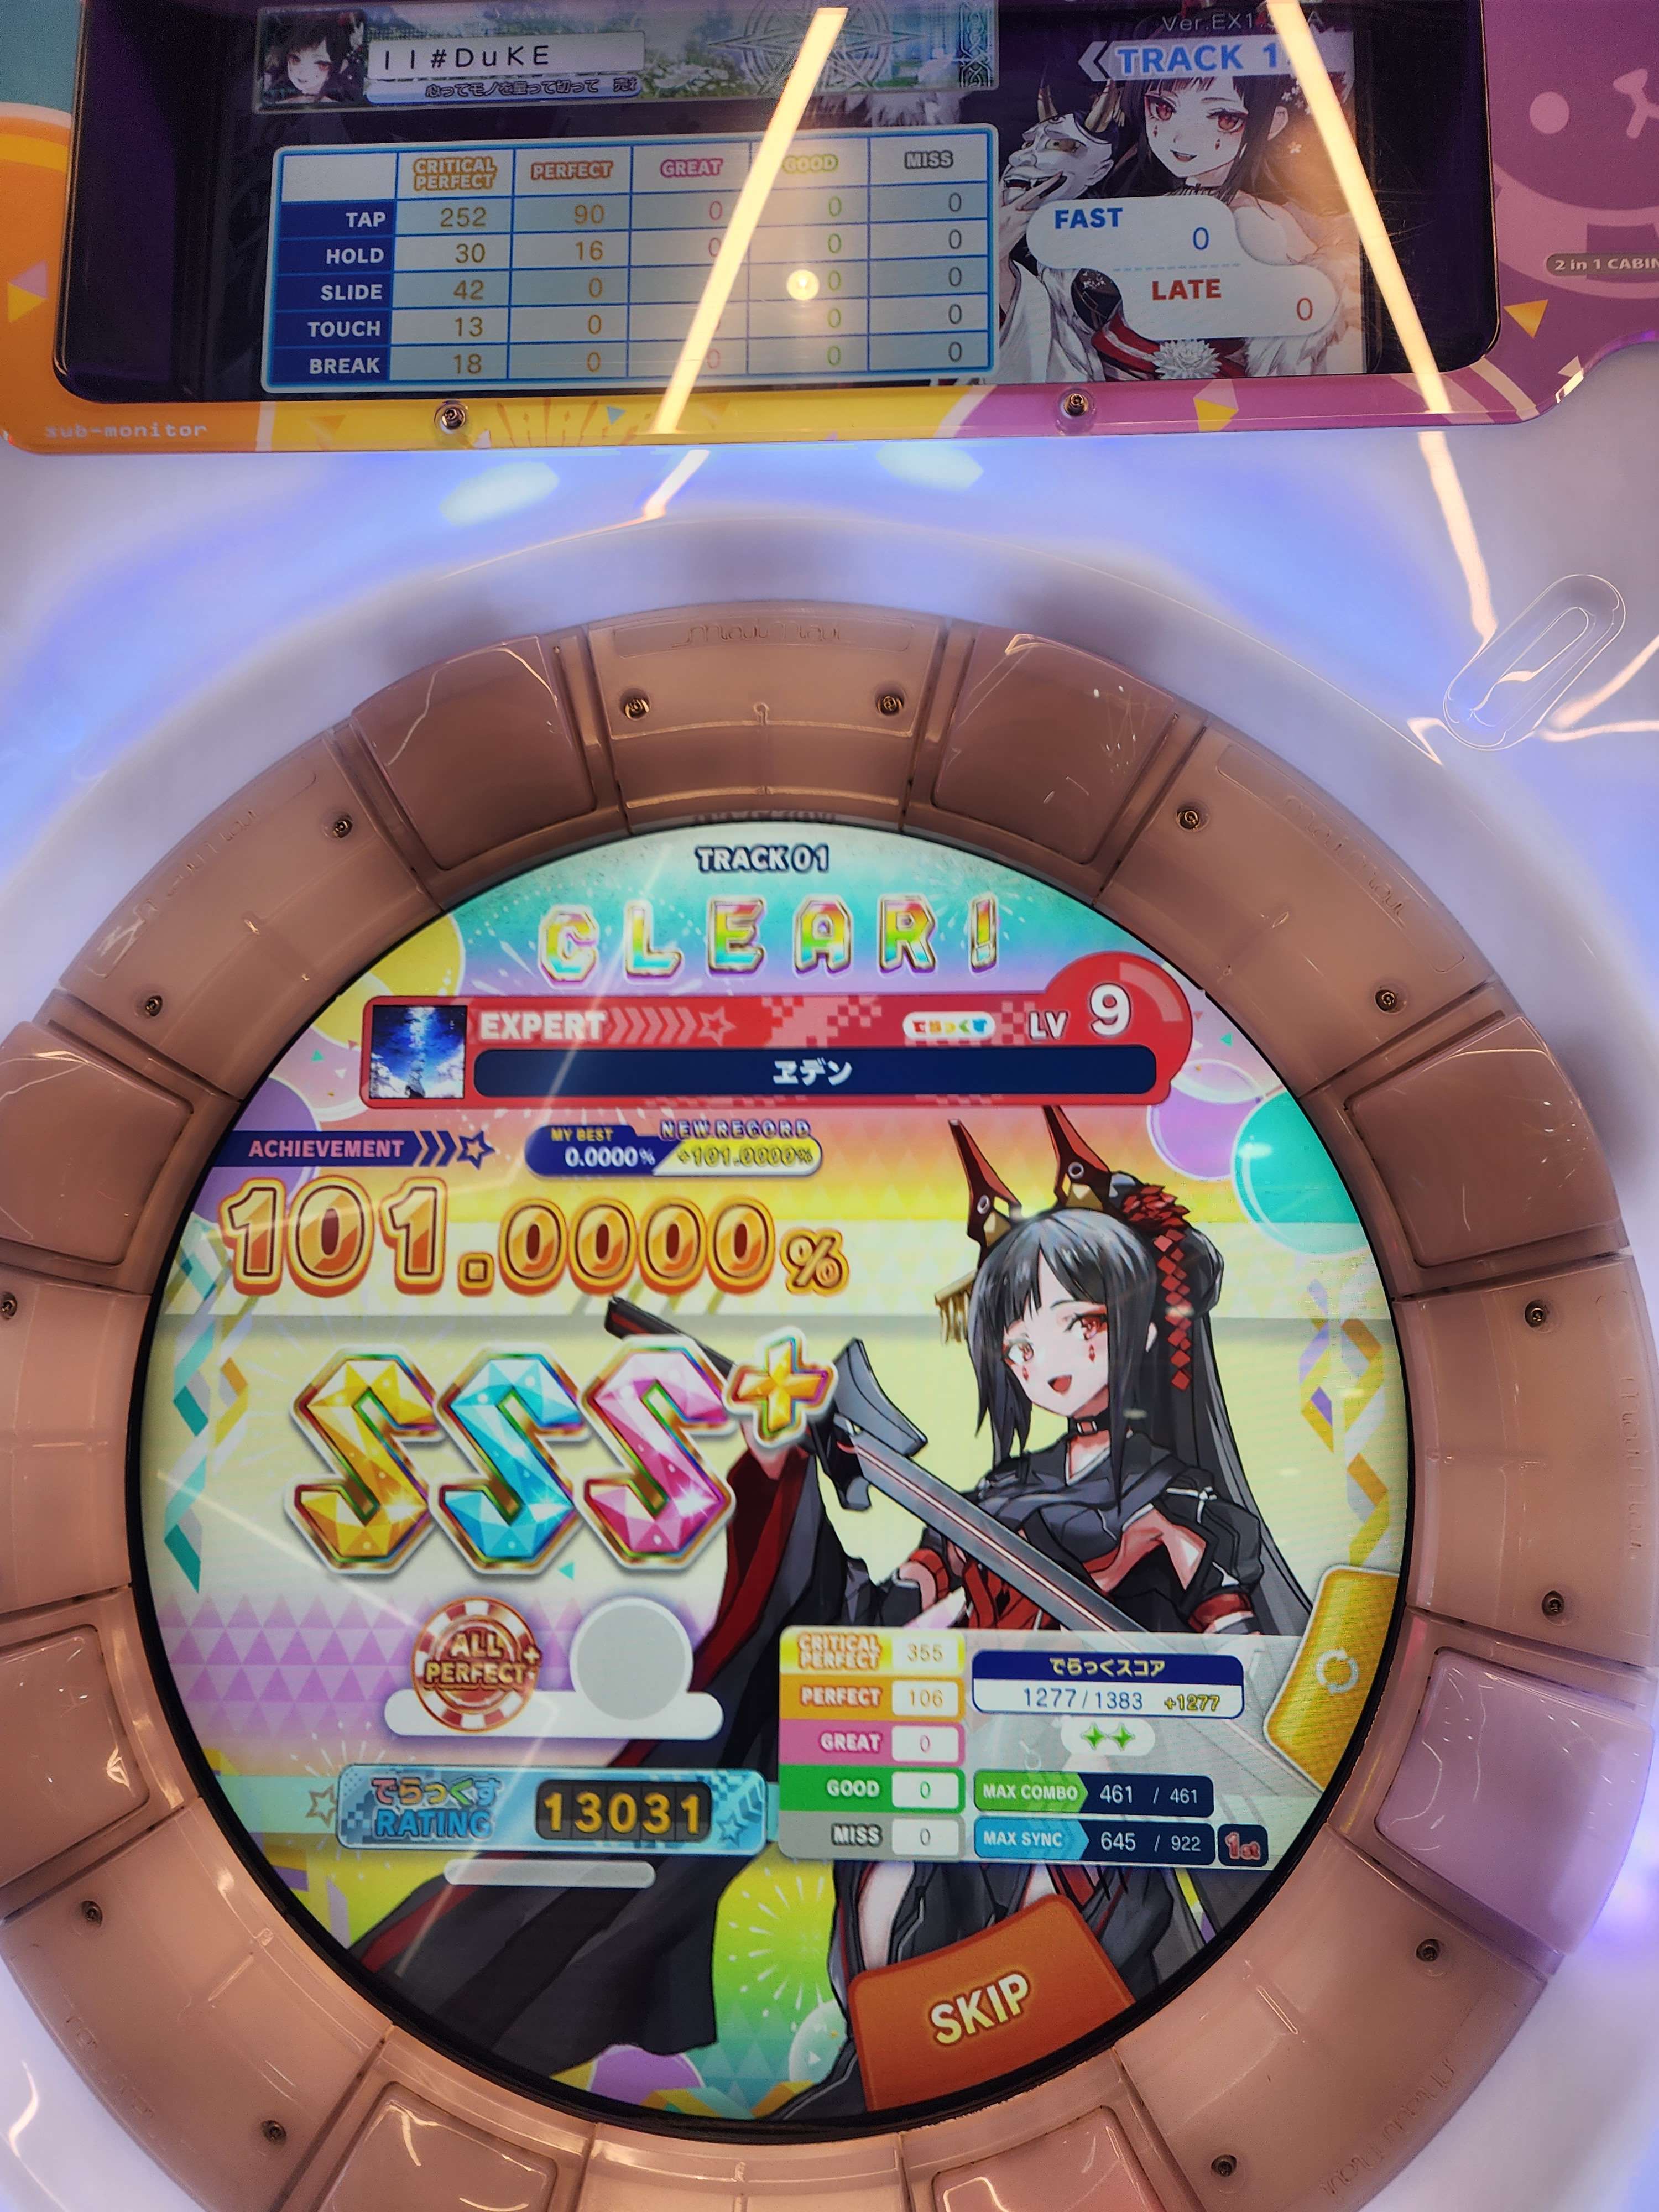 Ver.EX1
II#DuKE
TRACK 1
CRITICAL PERFECT PERFECT GREAT GOOD MISS
TAP 252 90 0 0 0
HOLD 30 16 0 0 0
SLIDE 42 0 0 0
TOUCH 13 0 0 0
BREAK 18 0 0 0 0
FAST
0
LATE
0
2 in 1 CABIN
sub-monitor
TRACK 01
CLEAR!
EXPERT でらっくす LV 9
ヱデン
ACHIEVEMENT
MY BEST NEW RECORD
0.0000% +101.0000%
101.0000%
SSS+
ALL PERFECT+
CRITICAL PERFECT 355
PERFECT 106
GREAT 0
GOOD 0
MISS 0
でらっくスコア
1277/1383 +1277
MAX COMBO 461 / 461
MAX SYNC 645 / 922 1st
でらっくす
RATING 13031
SKIP